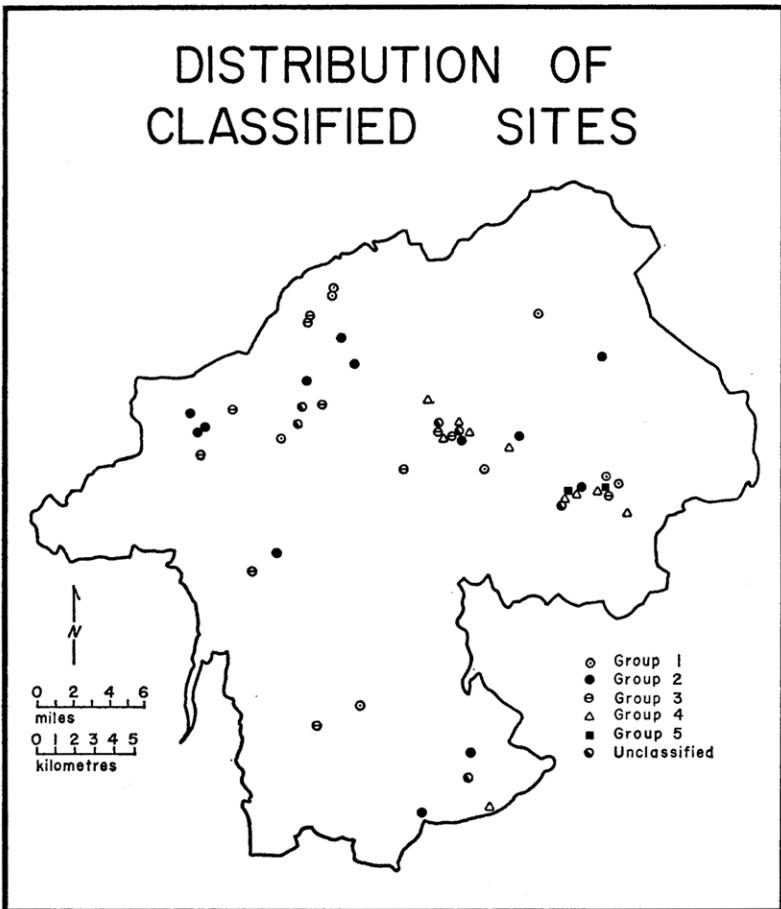 DISTRIBUTION OF
CLASSIFIED SITES
N
0 2 4 6
miles
0 1 2 3 4 5
kilometres
Group 1
Group 2
Group 3
Group 4
Group 5
Unclassified